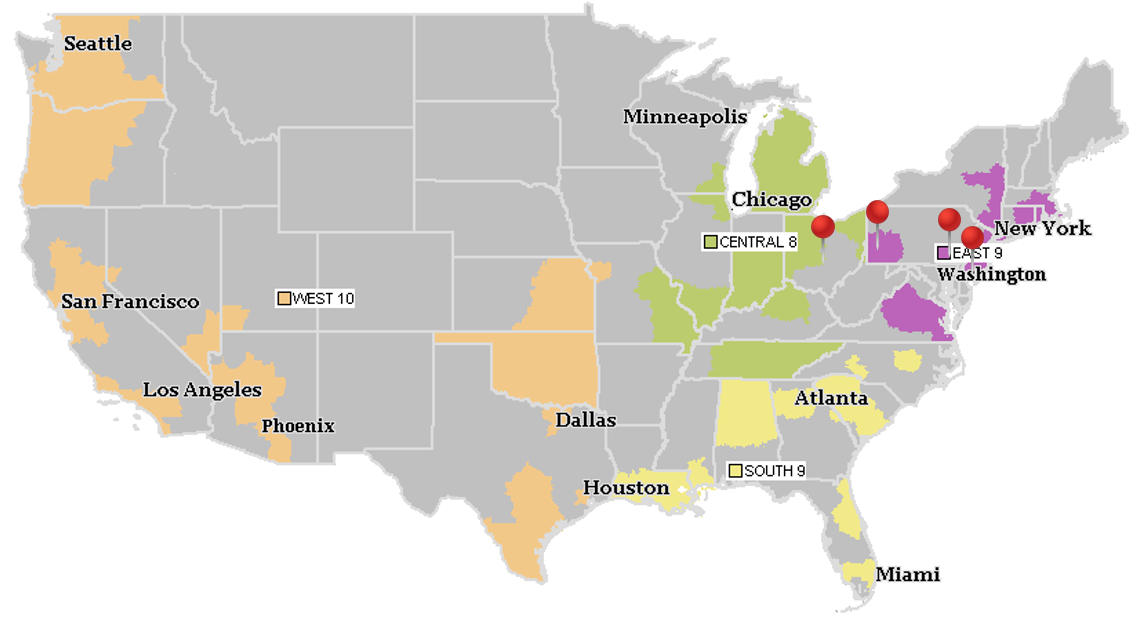 Seattle
Minneapolis
Chicago
New York
CENTRAL 8
EAST 9
Washington
San Francisco
WEST 10
Los Angeles
Atlanta
Phoenix
Dallas
SOUTH 9
Houston
Miami